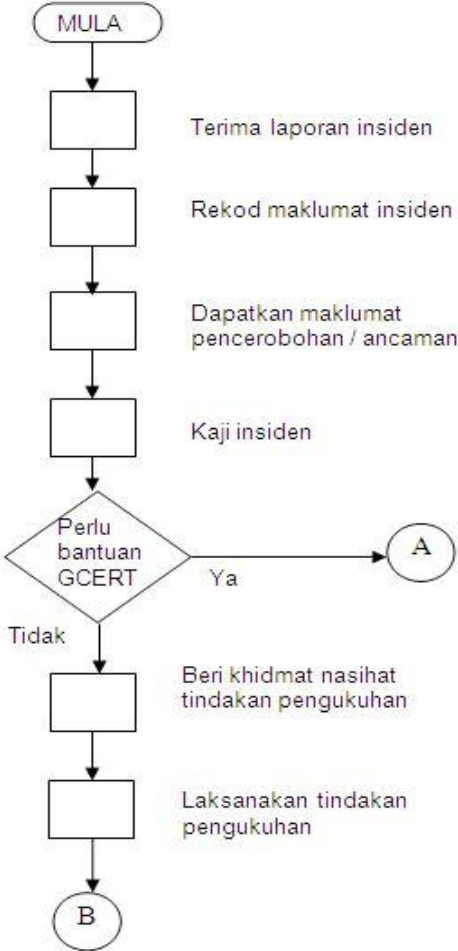 MULA
Terima laporan insiden
Rekod maklumat insiden
Dapatkan maklumat
pencerobohan / ancaman
Kaji insiden
Perlu
bantuan
GCERT
Ya
A
Tidak
Beri khidmat nasihat
tindakan pengukuhan
Laksanakan tindakan
pengukuhan
B